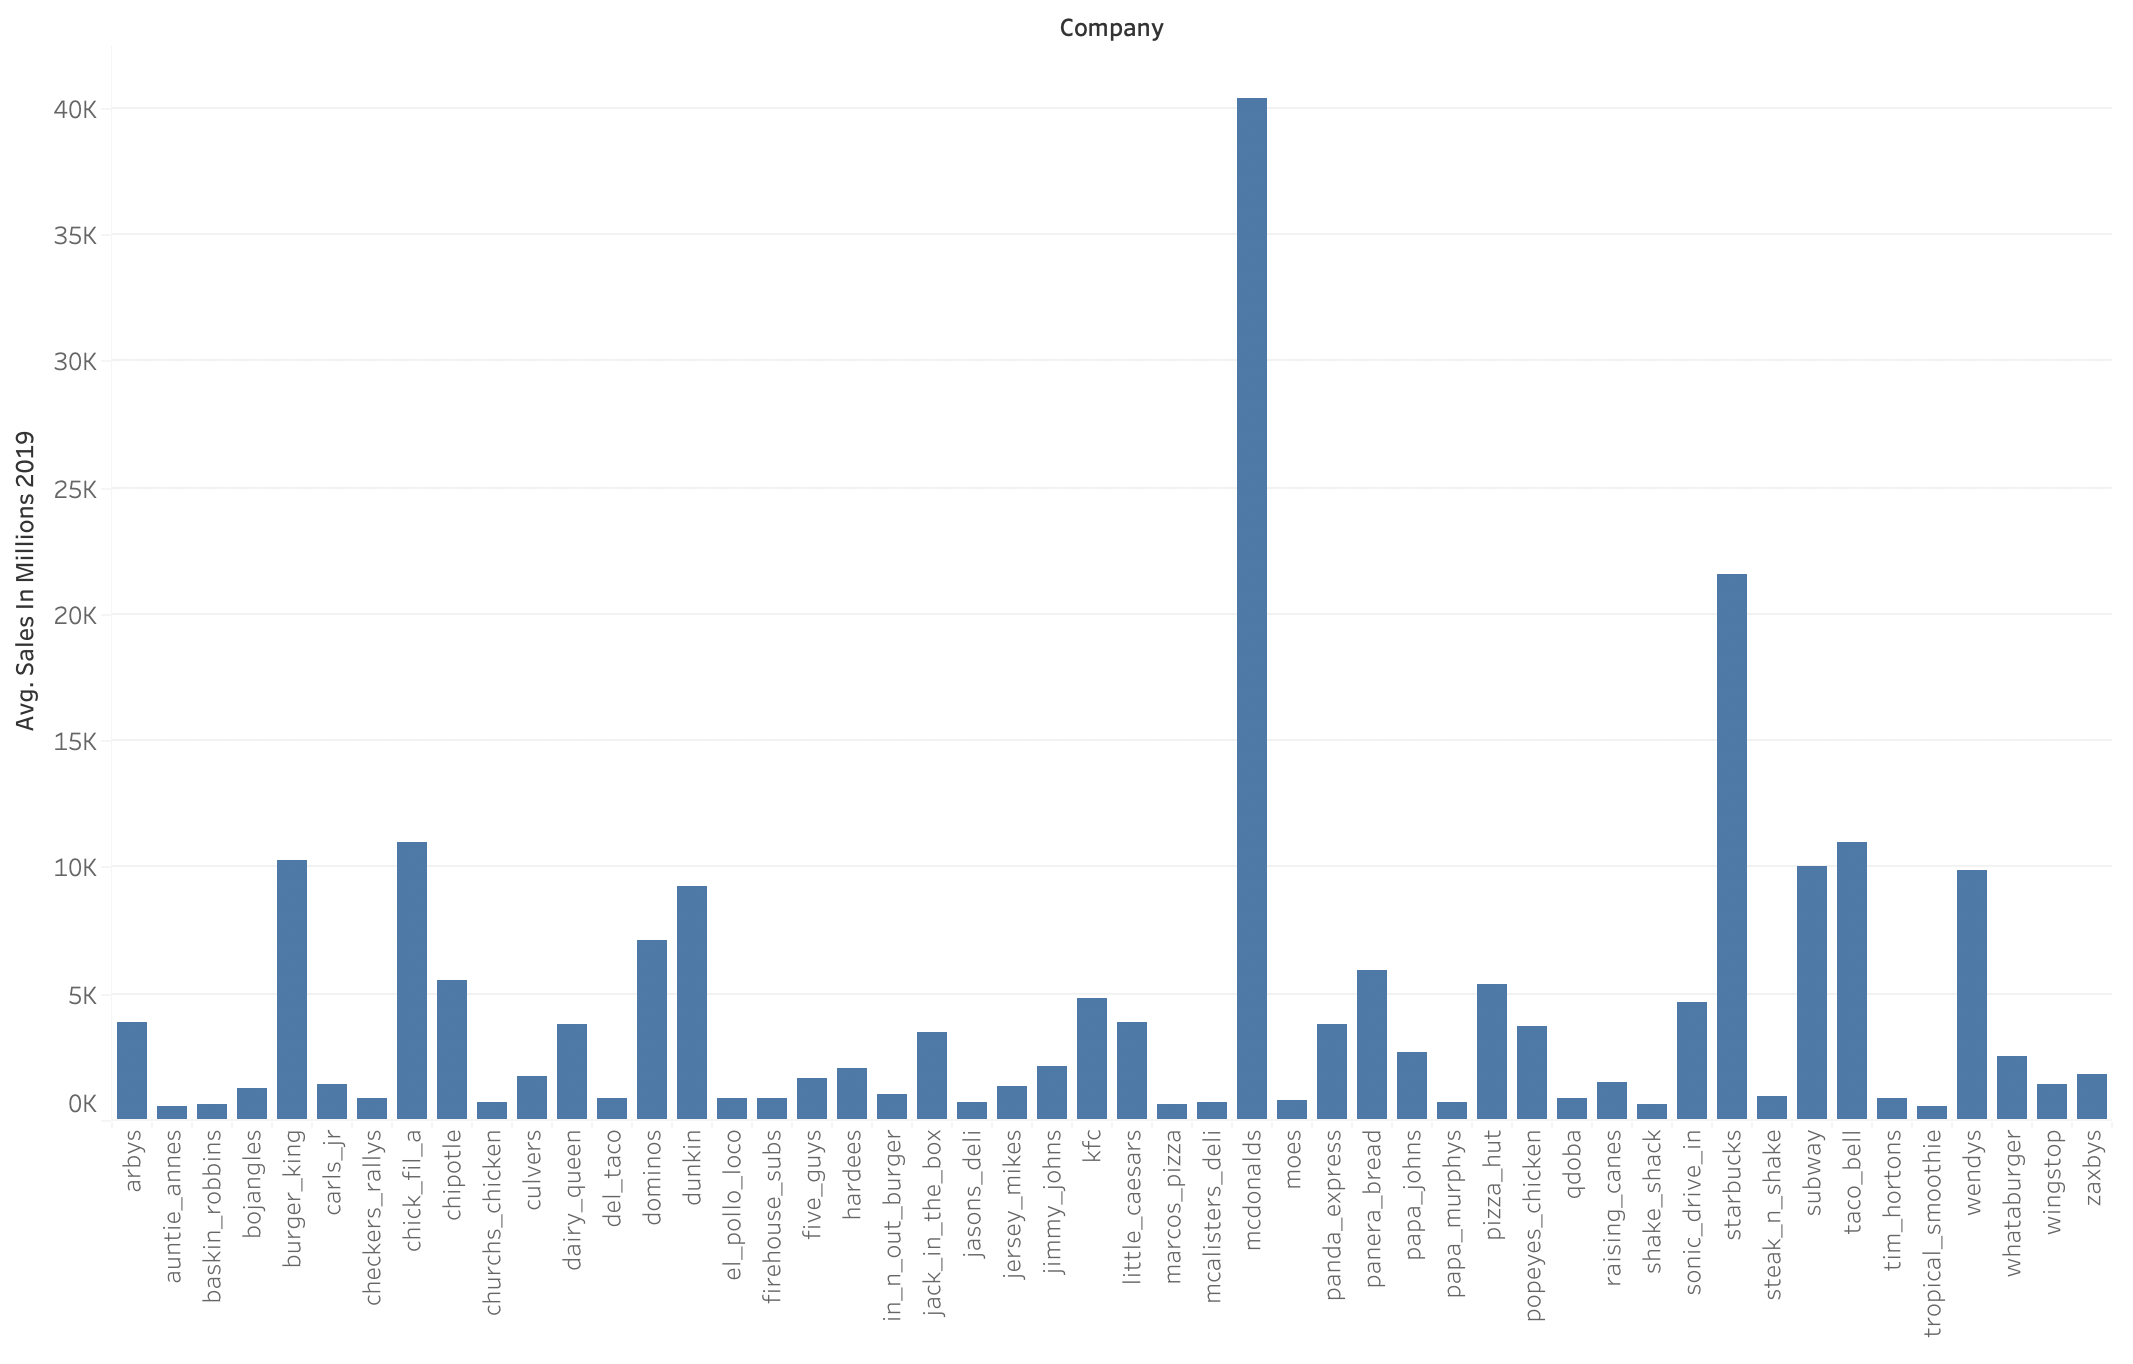 Company
Avg. Sales In Millions 2019
40K
35K
30K
25K
20K
15K
10K
5K
0K
arbys
auntie_annes
baskin_robbins
bojangles
burger_king
carls_jr
checkers_rallys
chick_fil_a
chipotle
churchs_chicken
culvers
dairy_queen
del_taco
dominos
dunkin
el_pollo_loco
firehouse_subs
five_guys
hardees
in_n_out_burger
jack_in_the_box
jasons_deli
jersey_mikes
jimmy_johns
kfc
little_caesars
marcos_pizza
mcalisters_deli
mcdonalds
moes
panda_express
panera_bread
papa_johns
papa_murphys
pizza_hut
popeyes_chicken
qdoba
raising_canes
shake_shack
sonic_drive_in
starbucks
steak_n_shake
subway
taco_bell
tim_hortons
tropical_smoothie
wendys
whataburger
wingstop
zaxbys